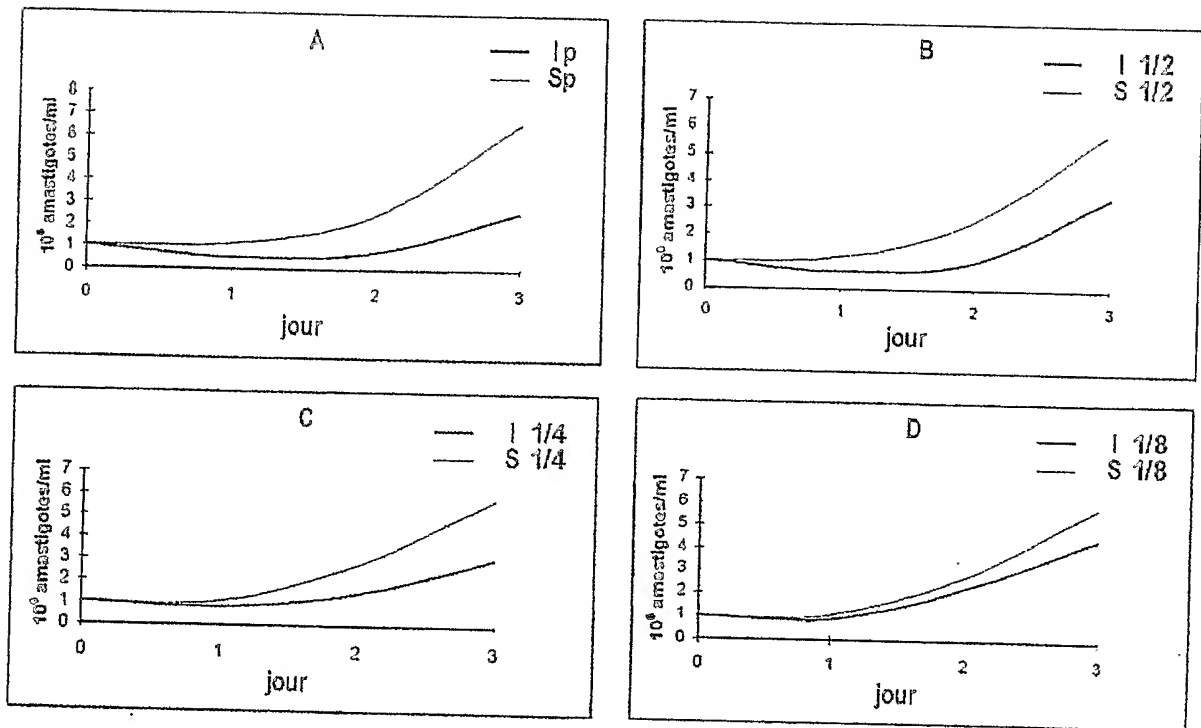 A
Ip
Sp
10⁶ amastigotes/ml
8
7
6
5
4
3
2
1
0
0 1 2 3
jour
B
I 1/2
S 1/2
10⁶ amastigotes/ml
7
6
5
4
3
2
1
0
0 1 2 3
jour
C
I 1/4
S 1/4
10⁶ amastigotes/ml
7
6
5
4
3
2
1
0
0 1 2 3
jour
D
I 1/8
S 1/8
10⁶ amastigotes/ml
7
6
5
4
3
2
1
0
0 1 2 3
jour